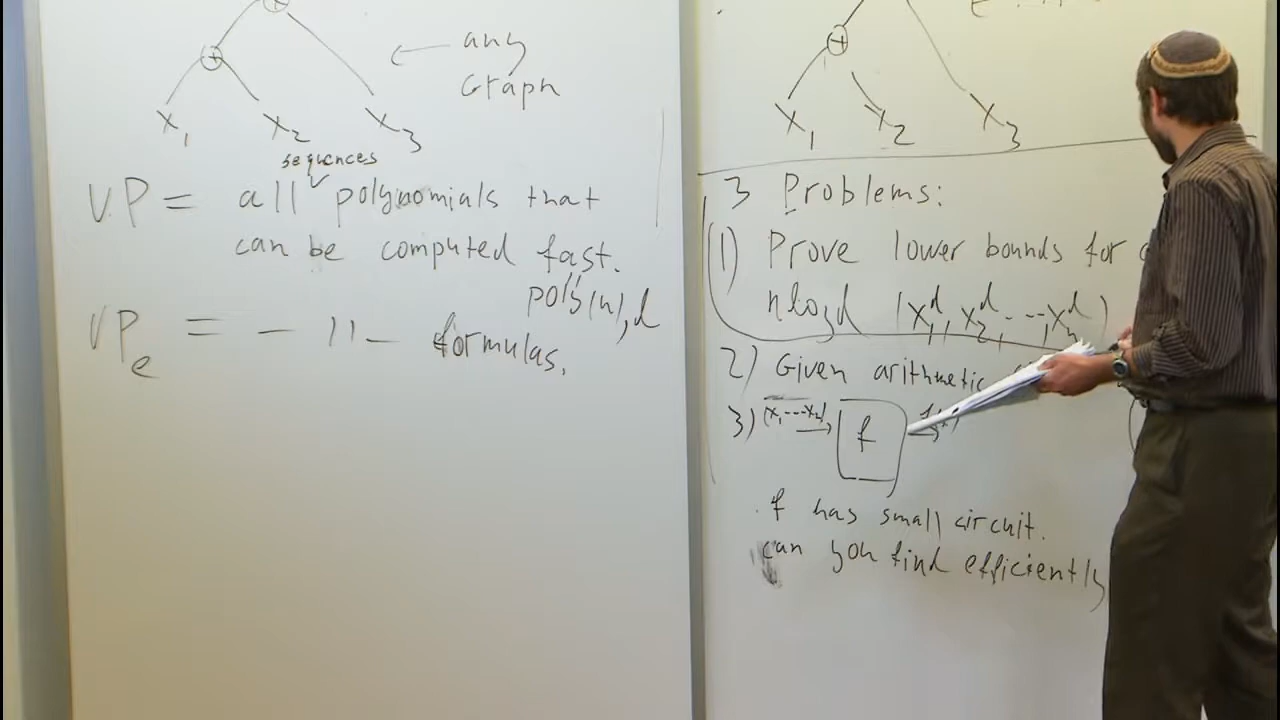 any
Graph
X1 X2 X3
sequences
VP = all polynomials that
can be computed fast.
poly(n),d
VPe = - 11 - formulas.
X1 X2 X3
3 Problems:
(1) Prove lower bounds for
nlogd (X1^d, X2^d, ..., Xn^d)
2) Given arithmetic
3) (X1...Xn) f
f has small circuit.
can you find efficiently